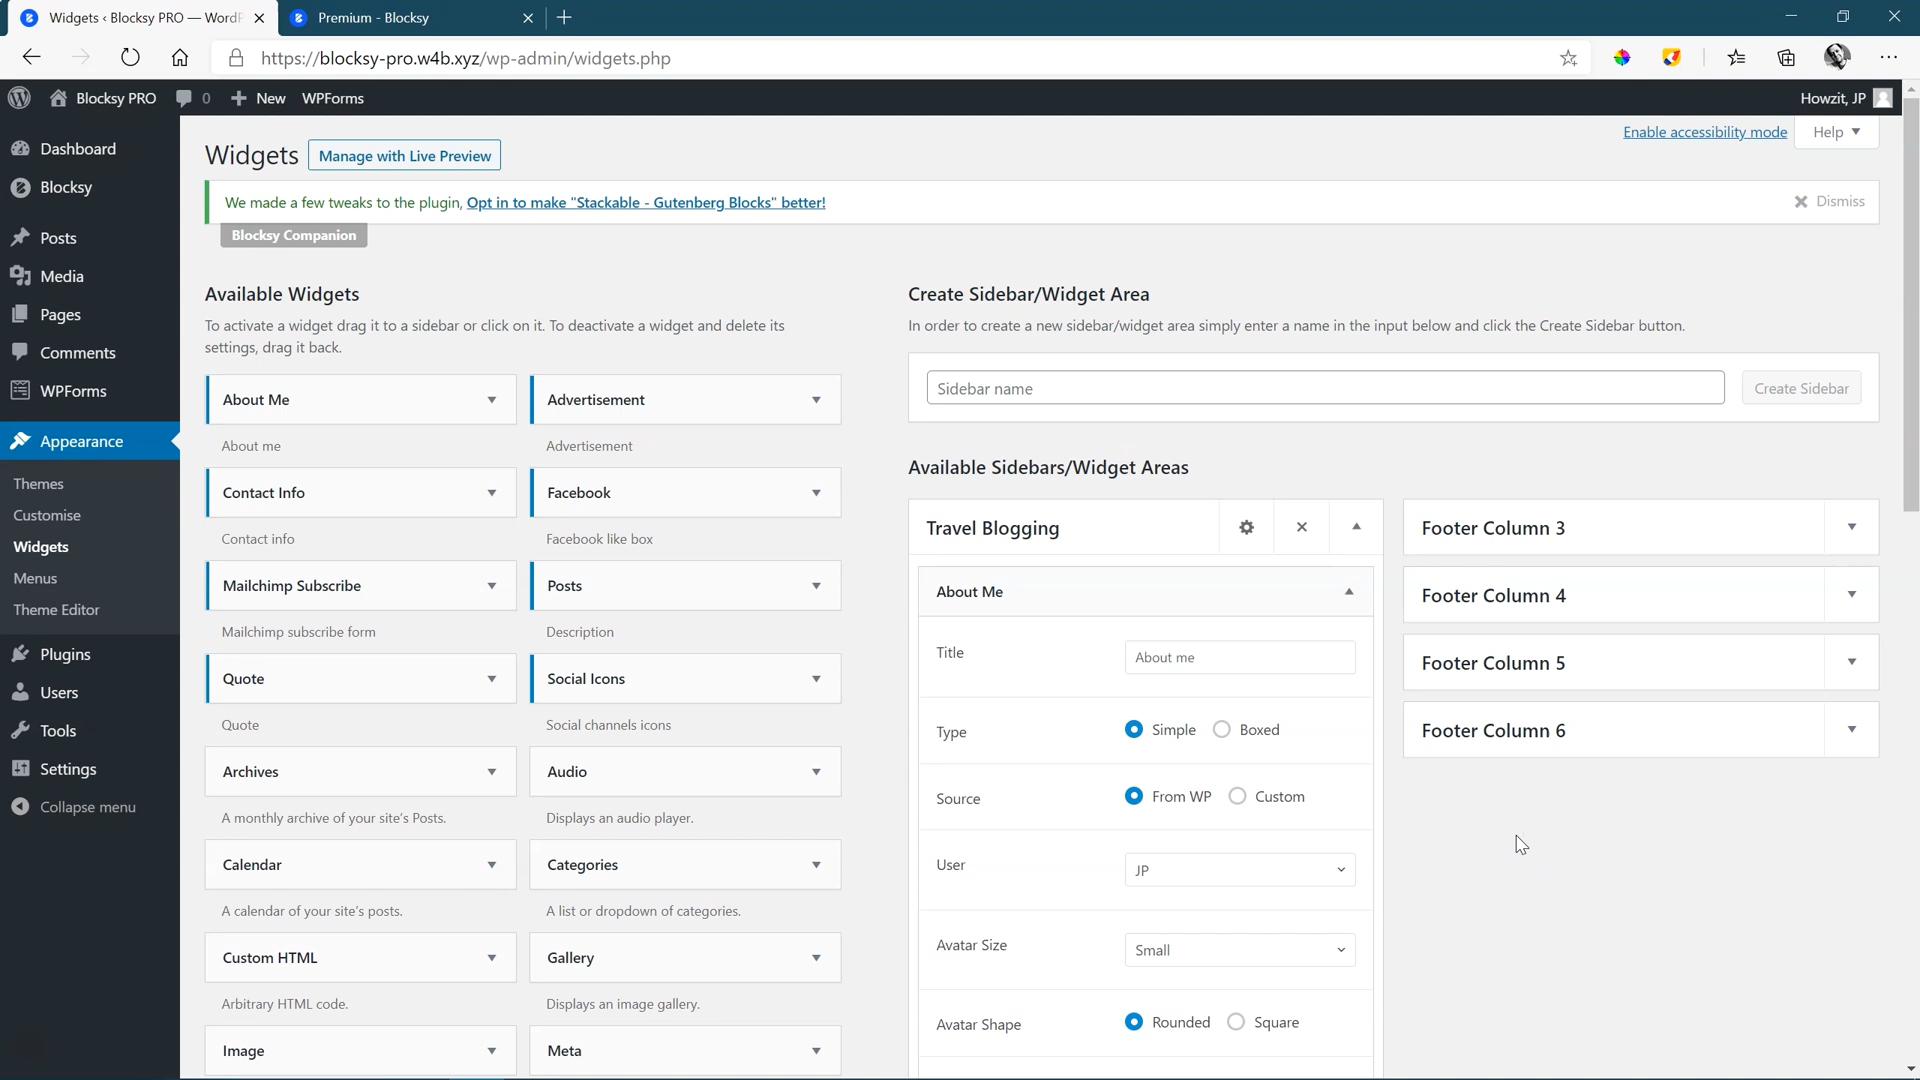 Widgets ‹ Blocksy PRO — WordP
Premium - Blocksy
https://blocksy-pro.w4b.xyz/wp-admin/widgets.php
Blocksy PRO
0
New
WPForms
Howzit, JP
Dashboard
Blocksy
Posts
Media
Pages
Comments
WPForms
Appearance
Themes
Customise
Widgets
Menus
Theme Editor
Plugins
Users
Tools
Settings
Collapse menu
Enable accessibility mode
Help
Widgets
Manage with Live Preview
We made a few tweaks to the plugin, Opt in to make "Stackable - Gutenberg Blocks" better!
Dismiss
Blocksy Companion
Available Widgets
To activate a widget drag it to a sidebar or click on it. To deactivate a widget and delete its
settings, drag it back.
About Me
Advertisement
About me
Advertisement
Contact Info
Facebook
Contact info
Facebook like box
Mailchimp Subscribe
Posts
Mailchimp subscribe form
Description
Quote
Social Icons
Quote
Social channels icons
Archives
Audio
A monthly archive of your site's Posts.
Displays an audio player.
Calendar
Categories
A calendar of your site's posts.
A list or dropdown of categories.
Custom HTML
Gallery
Arbitrary HTML code.
Displays an image gallery.
Image
Meta
Create Sidebar/Widget Area
In order to create a new sidebar/widget area simply enter a name in the input below and click the Create Sidebar button.
Sidebar name
Create Sidebar
Available Sidebars/Widget Areas
Travel Blogging
About Me
Title
About me
Type
Simple
Boxed
Source
From WP
Custom
User
JP
Avatar Size
Small
Avatar Shape
Rounded
Square
Footer Column 3
Footer Column 4
Footer Column 5
Footer Column 6